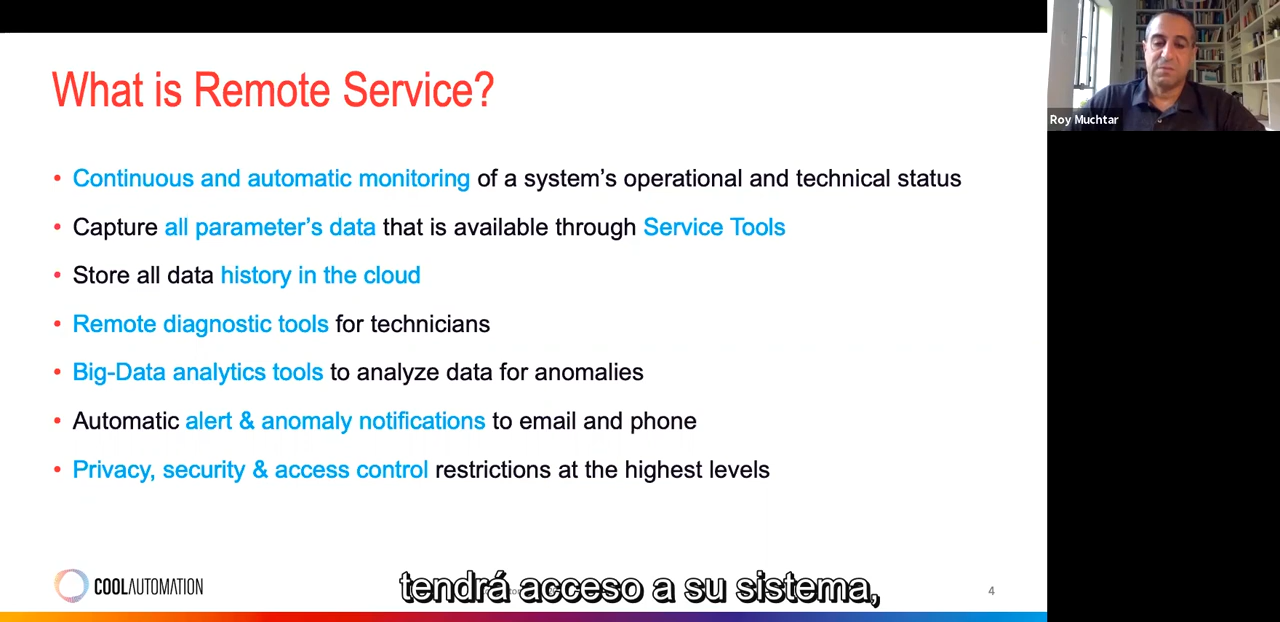 What is Remote Service?
Roy Muchtar
• Continuous and automatic monitoring of a system's operational and technical status
• Capture all parameter's data that is available through Service Tools
• Store all data history in the cloud
• Remote diagnostic tools for technicians
• Big-Data analytics tools to analyze data for anomalies
• Automatic alert & anomaly notifications to email and phone
• Privacy, security & access control restrictions at the highest levels
COOLAUTOMATION
tendrá acceso a su sistema,
4